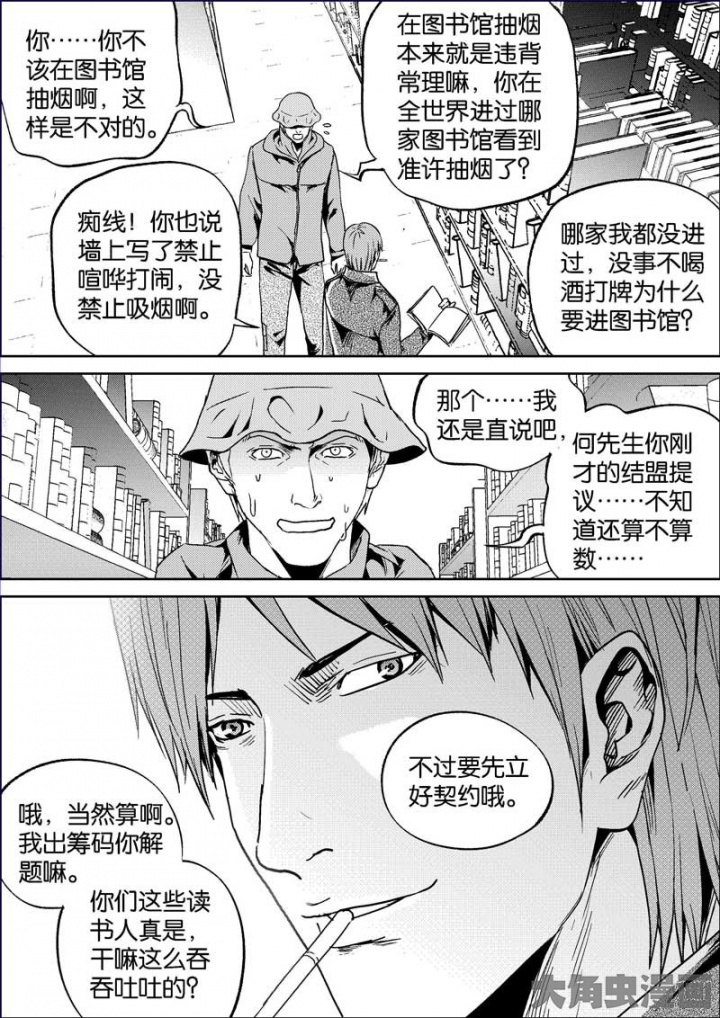 你……你不
该在图书馆
抽烟啊，这
样是不对的。
痴线！你也说
墙上写了禁止
喧哗打闹，没
禁止吸烟啊。
在图书馆抽烟
本来就是违背
常理嘛，你在
全世界进过哪
家图书馆看到
准许抽烟了？
哪家我都没进
过，没事不喝
酒打牌为什么
要进图书馆？
那个……我
还是直说吧，
何先生你刚
才的结盟提
议……不知
道还算不算
数……
哦，当然算啊。
我出筹码你解
题嘛。
你们这些读
书人真是，
干嘛这么吞
吞吐吐的？
不过要先立
好契约哦。
大角虫漫画